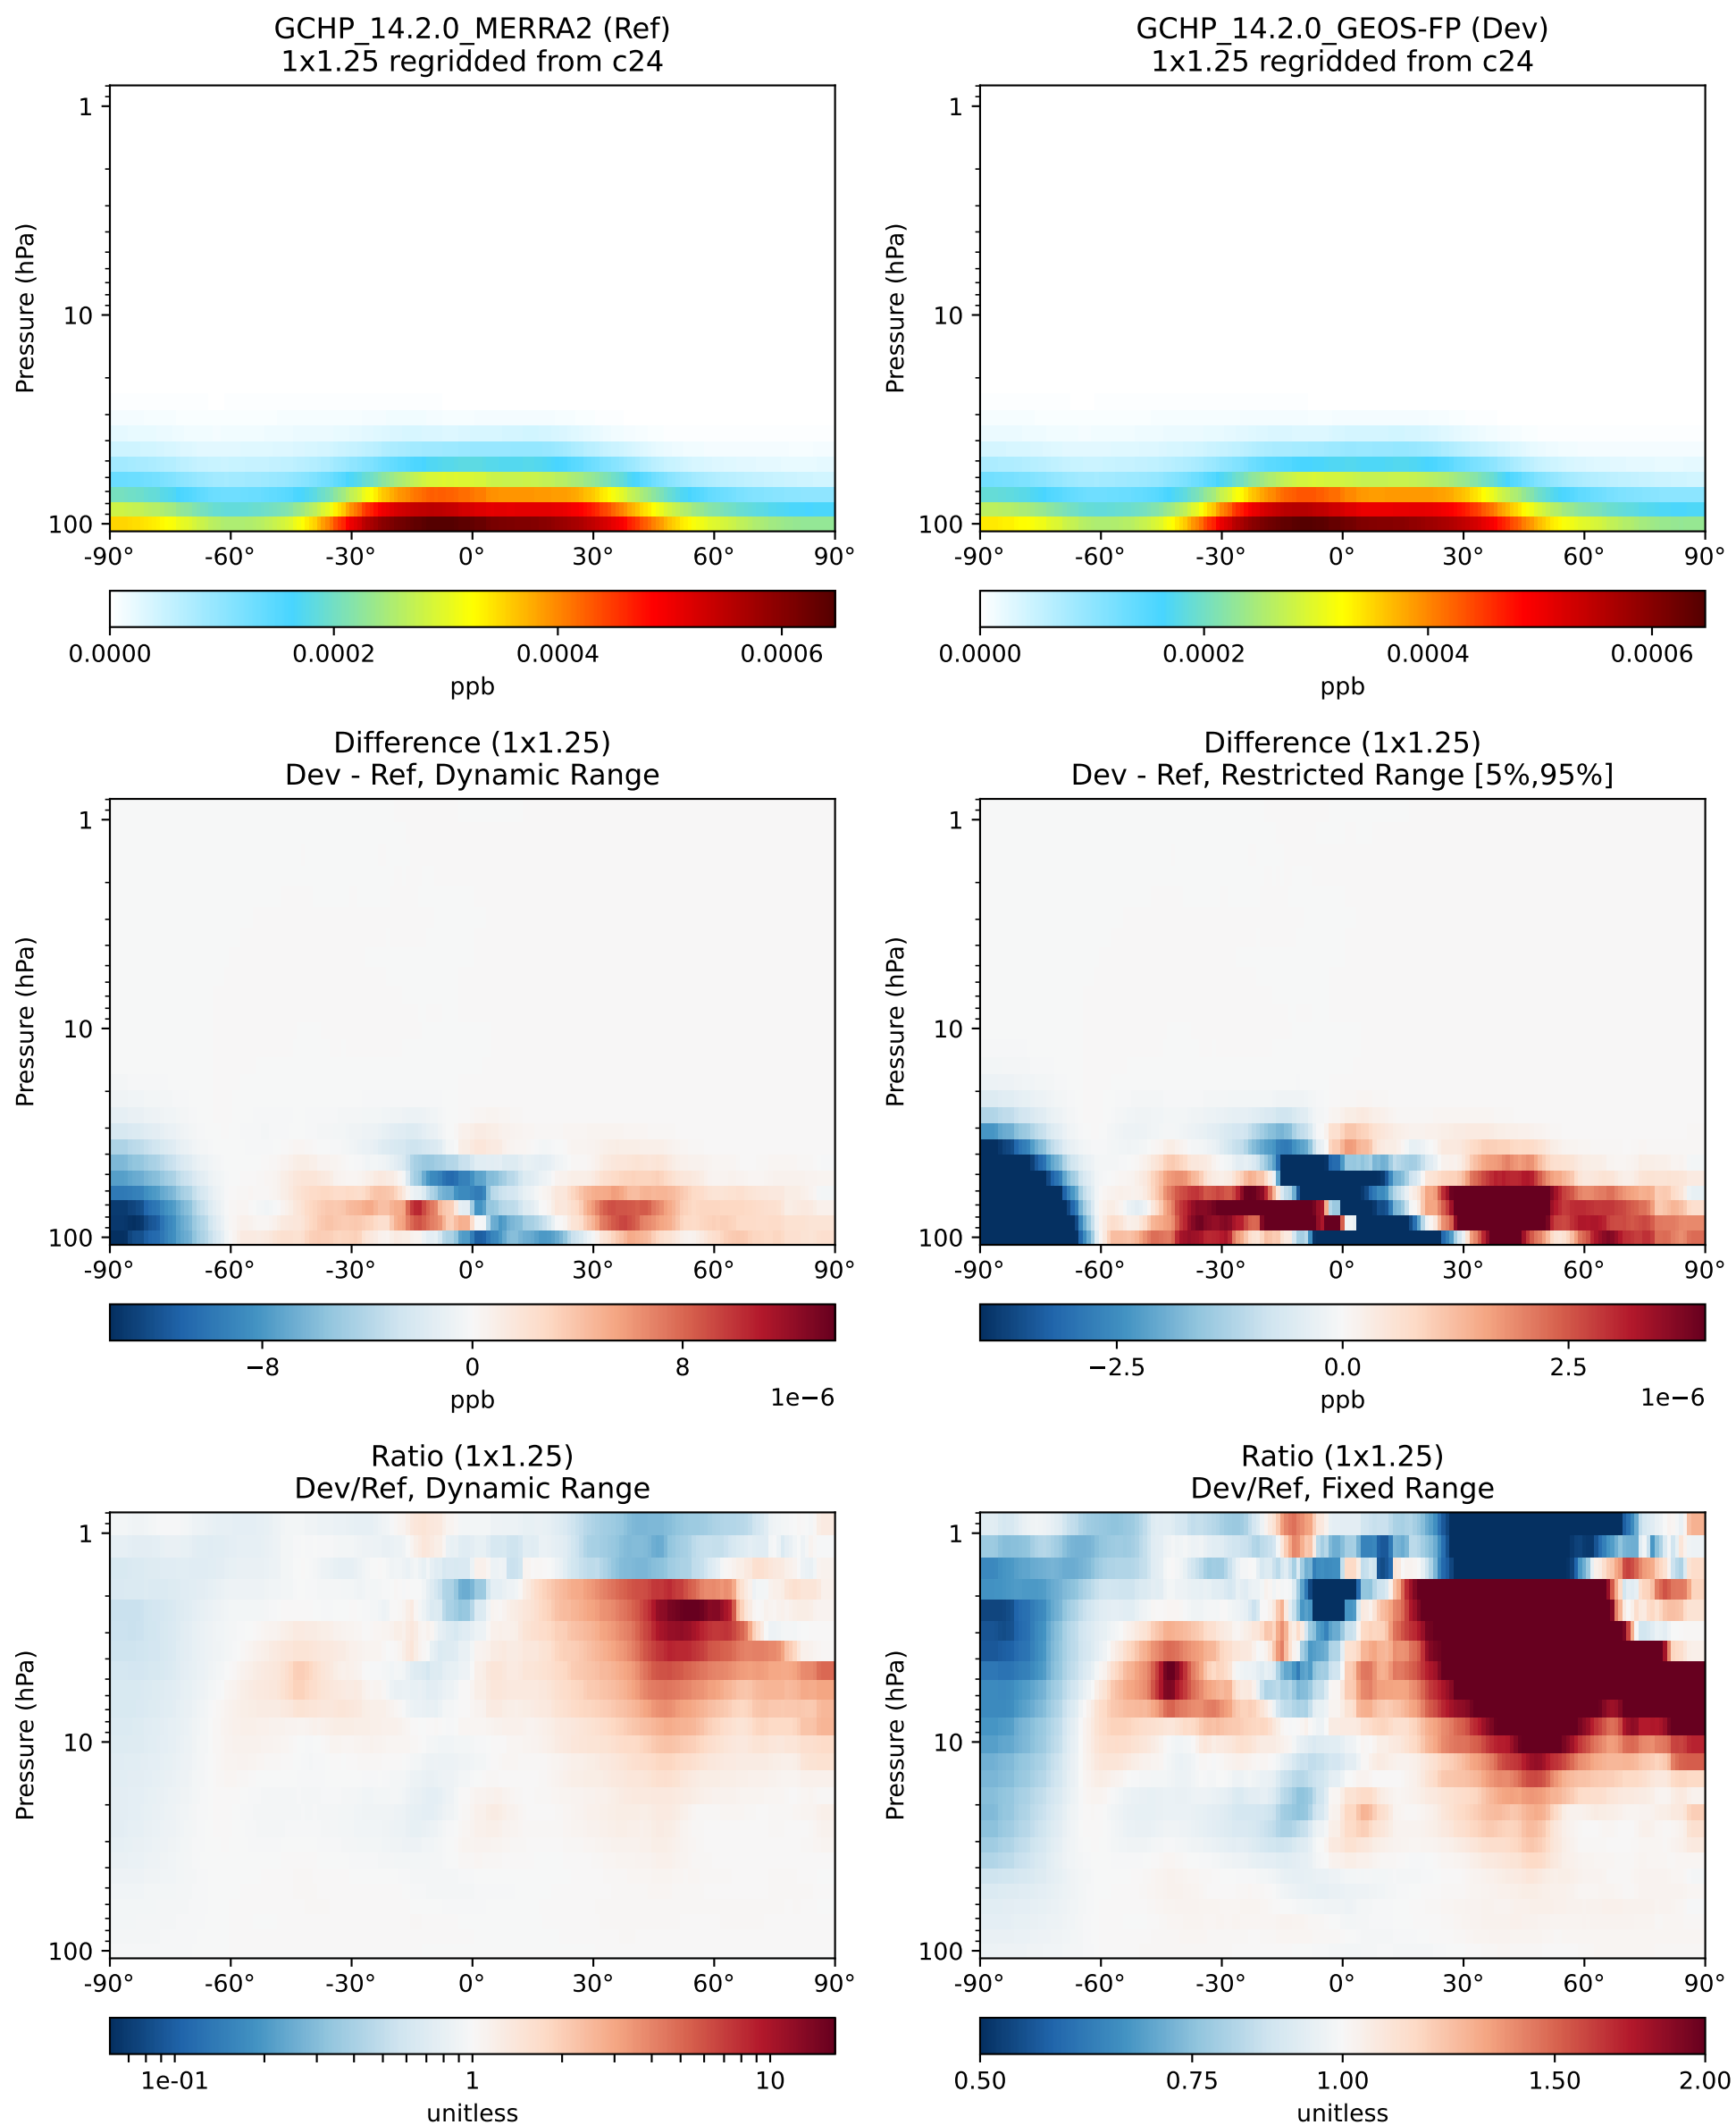 GCHP_14.2.0_MERRA2 (Ref)
1x1.25 regridded from c24
Pressure (hPa)
1
10
100
-90° -60° -30° 0° 30° 60° 90°
0.0000 0.0002 0.0004 0.0006
ppb
GCHP_14.2.0_GEOS-FP (Dev)
1x1.25 regridded from c24
Pressure (hPa)
1
10
100
-90° -60° -30° 0° 30° 60° 90°
0.0000 0.0002 0.0004 0.0006
ppb
Difference (1x1.25)
Dev - Ref, Dynamic Range
Pressure (hPa)
1
10
100
-90° -60° -30° 0° 30° 60° 90°
−8 0 8
1e−6
ppb
Difference (1x1.25)
Dev - Ref, Restricted Range [5%,95%]
Pressure (hPa)
1
10
100
-90° -60° -30° 0° 30° 60° 90°
−2.5 0.0 2.5
1e−6
ppb
Ratio (1x1.25)
Dev/Ref, Dynamic Range
Pressure (hPa)
1
10
100
-90° -60° -30° 0° 30° 60° 90°
1e-01 1 10
unitless
Ratio (1x1.25)
Dev/Ref, Fixed Range
Pressure (hPa)
1
10
100
-90° -60° -30° 0° 30° 60° 90°
0.50 0.75 1.00 1.50 2.00
unitless